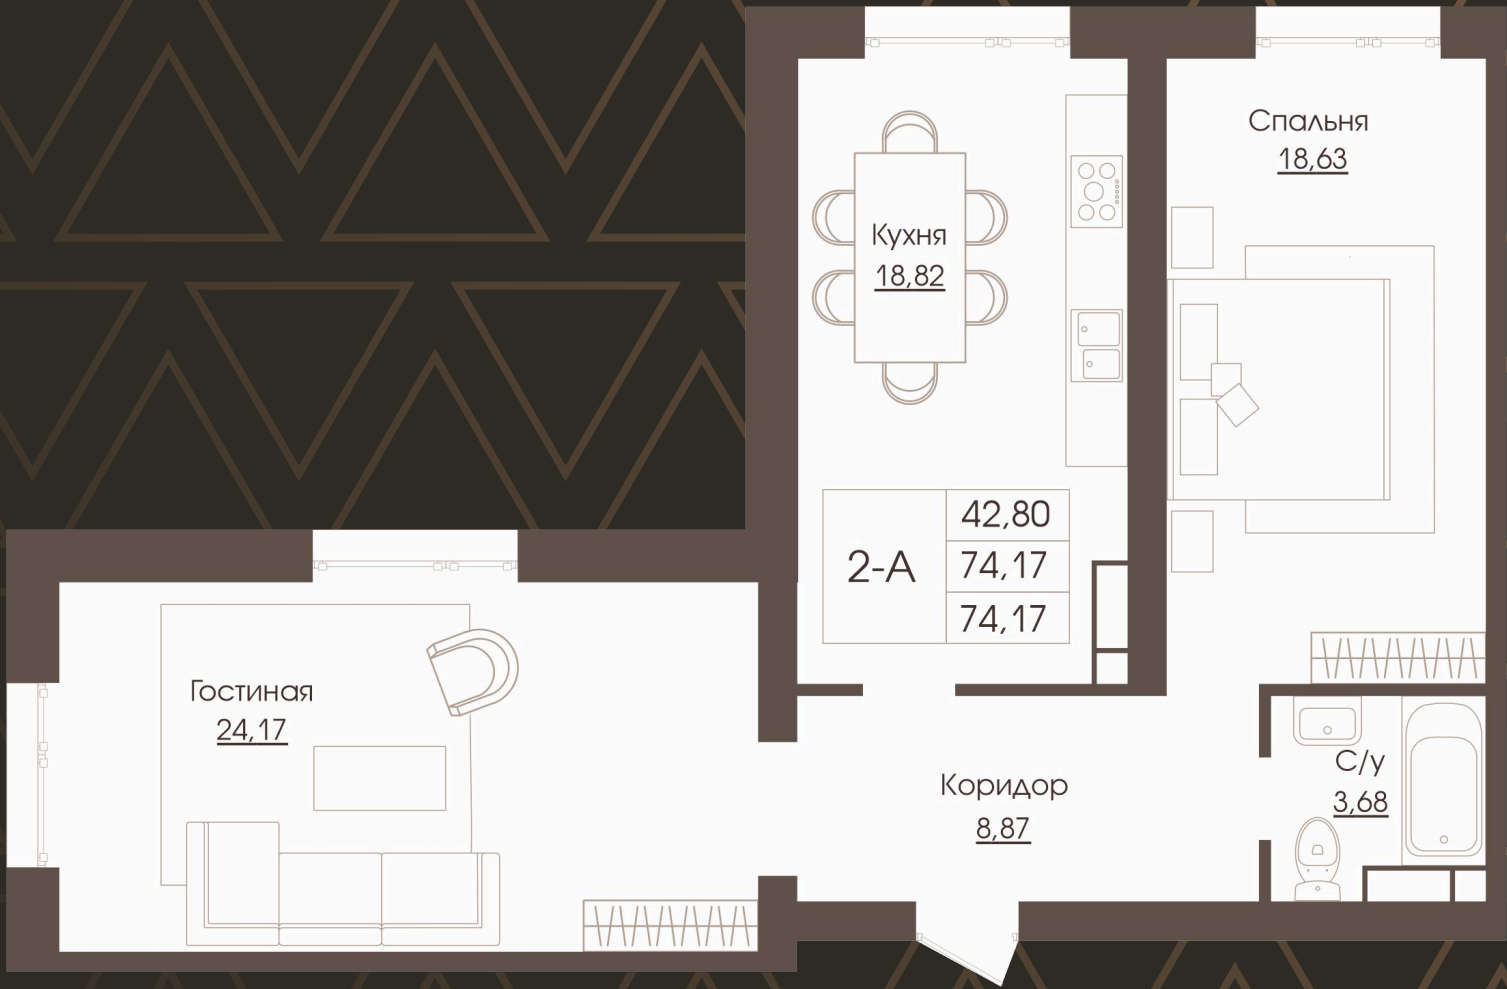 Спальня
18,63
Кухня
18,82
2-А
42,80
74,17
74,17
Гостиная
24,17
Коридор
8,87
С/у
3,68